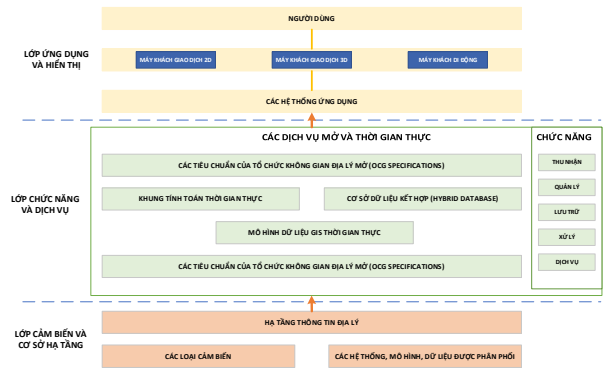 NGƯỜI DÙNG
LỚP ỨNG DỤNG
VÀ HIỂN THỊ
MÁY KHÁCH GIAO DỊCH 2D
MÁY KHÁCH GIAO DỊCH 3D
MÁY KHÁCH DI ĐỘNG
CÁC HỆ THỐNG ỨNG DỤNG
CÁC DỊCH VỤ MỞ VÀ THỜI GIAN THỰC
CHỨC NĂNG
CÁC TIÊU CHUẨN CỦA TỔ CHỨC KHÔNG GIAN ĐỊA LÝ MỞ (OCG SPECIFICATIONS)
THU NHẬN
LỚP CHỨC NĂNG
VÀ DỊCH VỤ
KHUNG TÍNH TOÁN THỜI GIAN THỰC
CƠ SỞ DỮ LIỆU KẾT HỢP (HYBRID DATABASE)
QUẢN LÝ
LƯU TRỮ
MÔ HÌNH DỮ LIỆU GIS THỜI GIAN THỰC
XỬ LÝ
CÁC TIÊU CHUẨN CỦA TỔ CHỨC KHÔNG GIAN ĐỊA LÝ MỞ (OCG SPECIFICATIONS)
DỊCH VỤ
LỚP CẢM BIẾN VÀ
CƠ SỞ HẠ TẦNG
HẠ TẦNG THÔNG TIN ĐỊA LÝ
CÁC LOẠI CẢM BIẾN
CÁC HỆ THỐNG, MÔ HÌNH, DỮ LIỆU ĐƯỢC PHÂN PHỐI